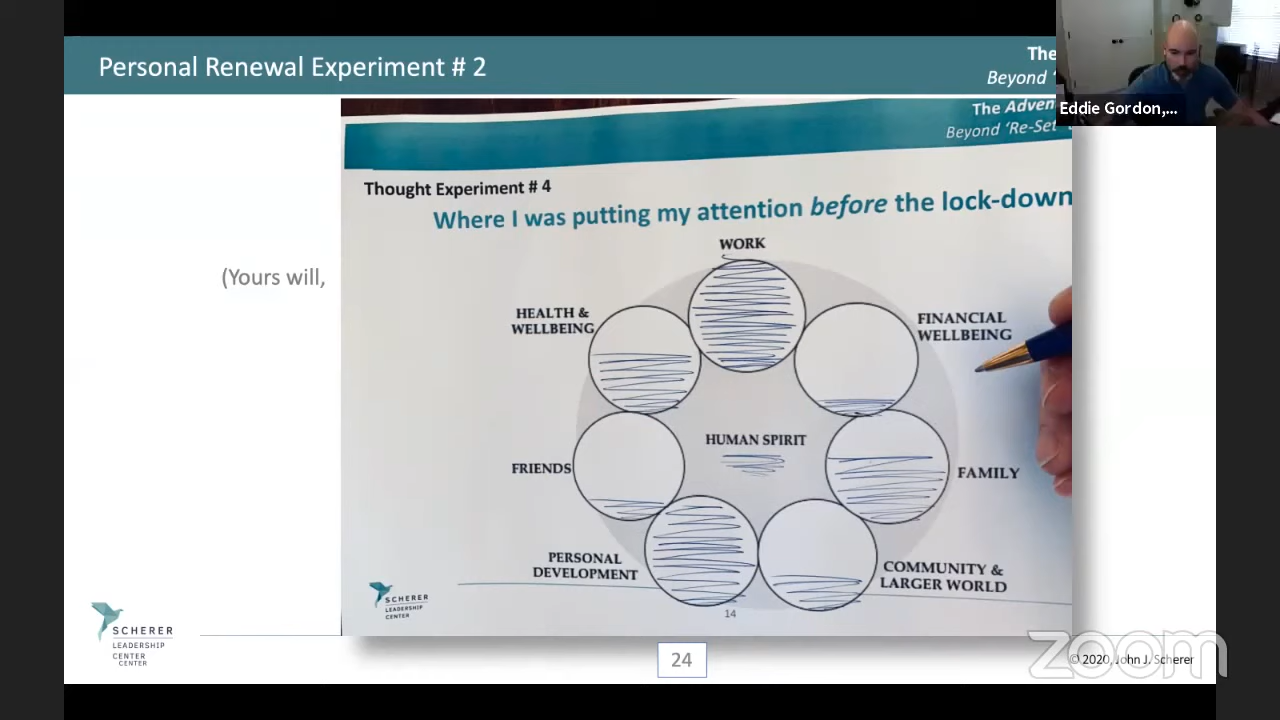 Personal Renewal Experiment # 2
The
Beyond ‘
Eddie Gordon,...
The Adven
Beyond ‘Re-Set’
Thought Experiment # 4
Where I was putting my attention before the lock-down
WORK
HEALTH &
WELLBEING
FINANCIAL
WELLBEING
(Yours will,
HUMAN SPIRIT
FRIENDS
FAMILY
PERSONAL
DEVELOPMENT
COMMUNITY &
LARGER WORLD
SCHERER
LEADERSHIP
CENTER
14
SCHERER
LEADERSHIP
CENTER
CENTER
24
zoom
© 2020, John J. Scherer